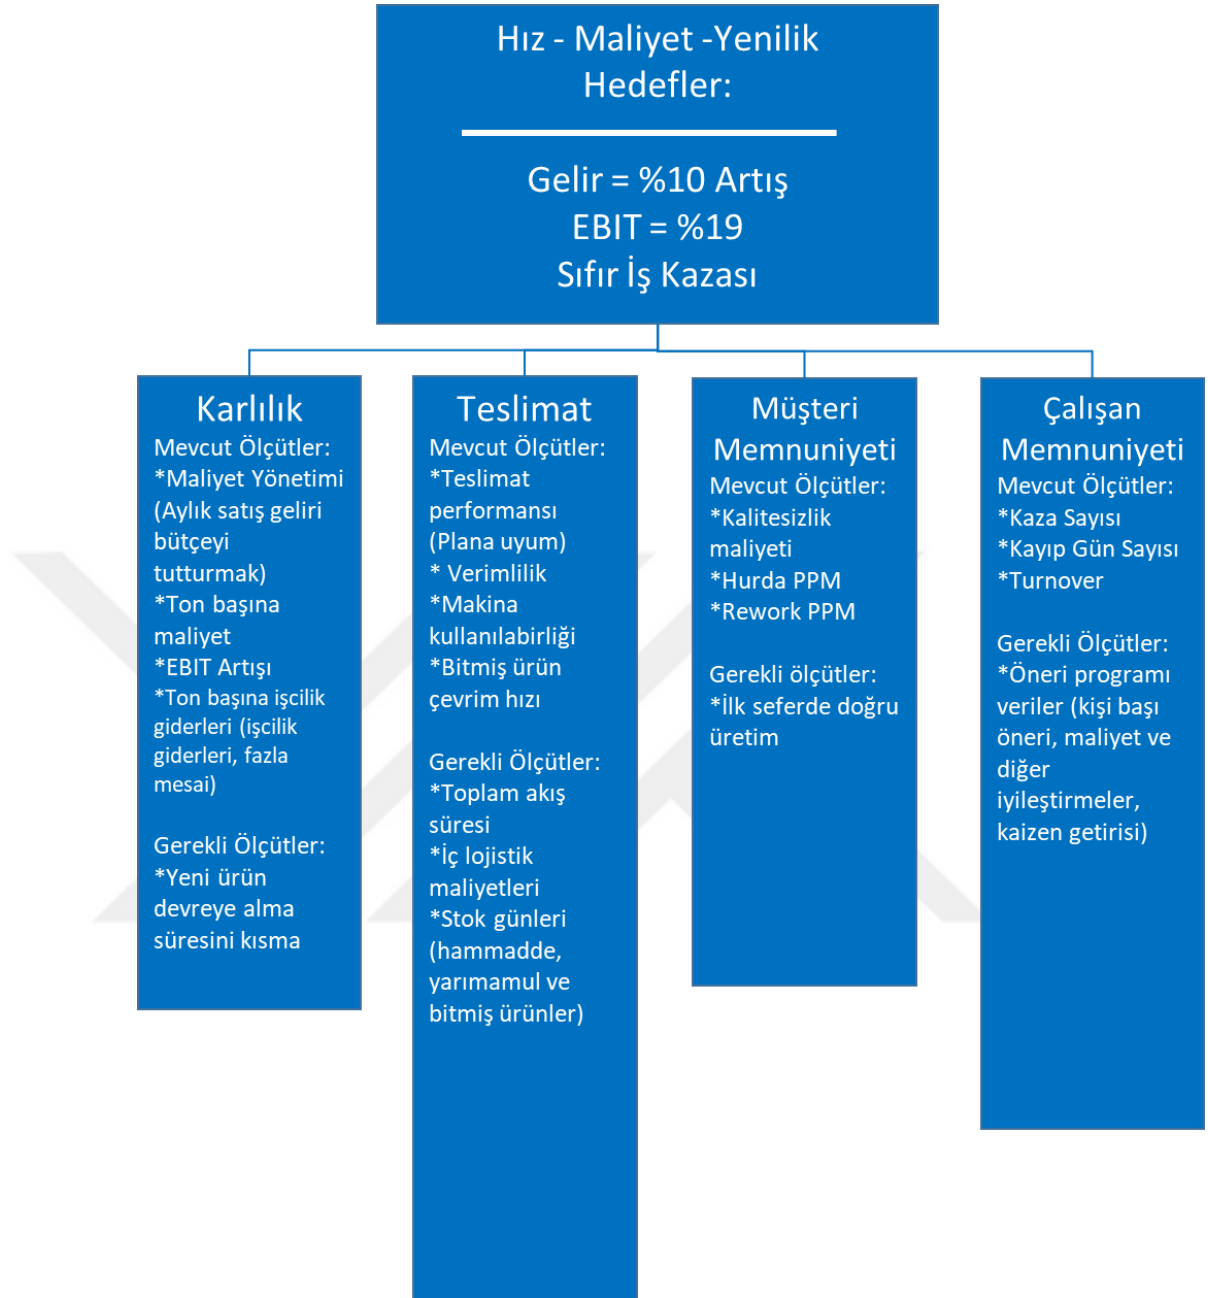 Hız - Maliyet -Yenilik
Hedefler:
Gelir = %10 Artış
EBIT = %19
Sıfır İş Kazası
Karlılık
Mevcut Ölçütler:
*Maliyet Yönetimi
(Aylık satış geliri
bütçeyi
tutturmak)
*Ton başına
maliyet
*EBIT Artışı
*Ton başına işcilik
giderleri (işcilik
giderleri, fazla
mesai)
Gerekli Ölçütler:
*Yeni ürün
devreye alma
süresini kısma
Teslimat
Mevcut Ölçütler:
*Teslimat
performansı
(Plana uyum)
* Verimlilik
*Makina
kullanılabirliği
*Bitmiş ürün
çevrim hızı
Gerekli Ölçütler:
*Toplam akış
süresi
*İç lojistik
maliyetleri
*Stok günleri
(hammadde,
yarımamul ve
bitmiş ürünler)
Müşteri
Memnuniyeti
Mevcut Ölçütler:
*Kalitesizlik
maliyeti
*Hurda PPM
*Rework PPM
Gerekli ölçütler:
*İlk seferde doğru
üretim
Çalışan
Memnuniyeti
Mevcut Ölçütler:
*Kaza Sayısı
*Kayıp Gün Sayısı
*Turnover
Gerekli Ölçütler:
*Öneri programı
veriler (kişi başı
öneri, maliyet ve
diğer
iyileştirmeler,
kaizen getirisi)